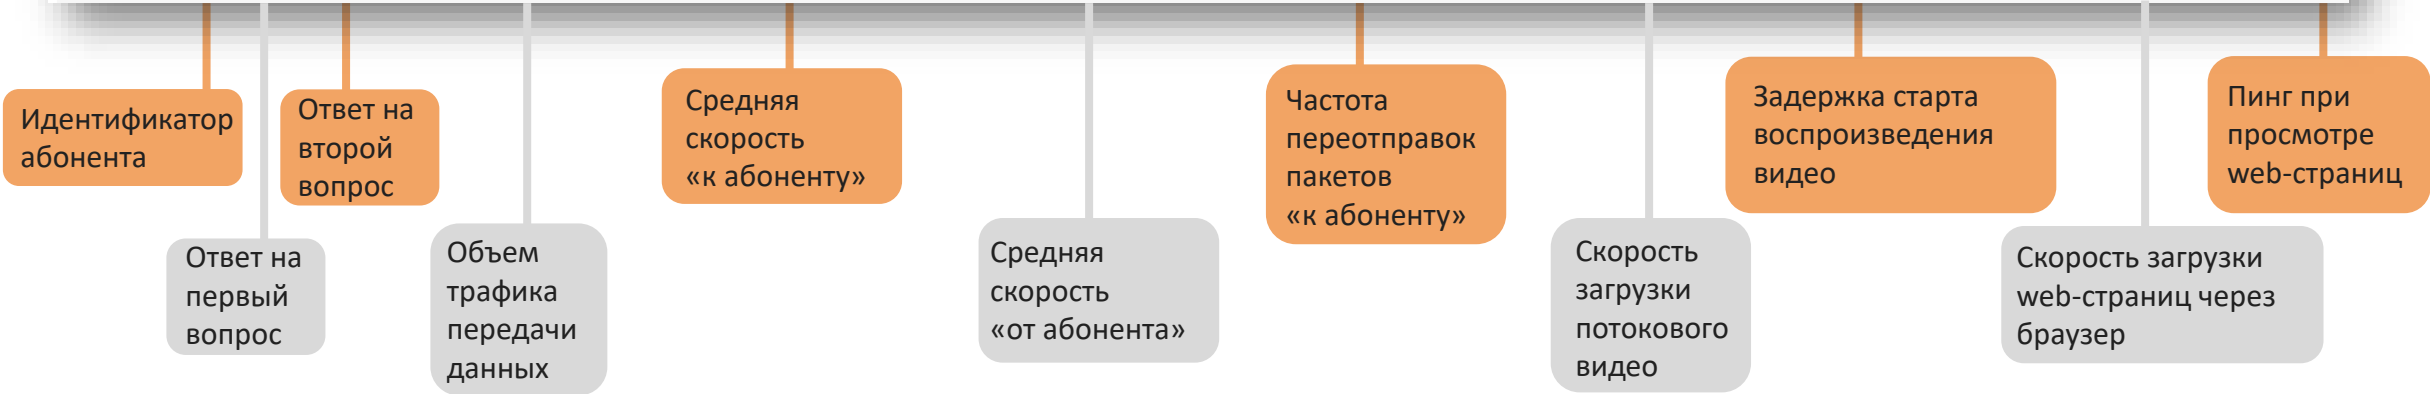 Идентификатор
абонента
Ответ на
первый
вопрос
Ответ на
второй
вопрос
Объем
трафика
передачи
данных
Средняя
скорость
«к абоненту»
Средняя
скорость
«от абонента»
Частота
переотправок
пакетов
«к абоненту»
Скорость
загрузки
потокового
видео
Задержка старта
воспроизведения
видео
Скорость загрузки
web-страниц через
браузер
Пинг при
просмотре
web-страниц